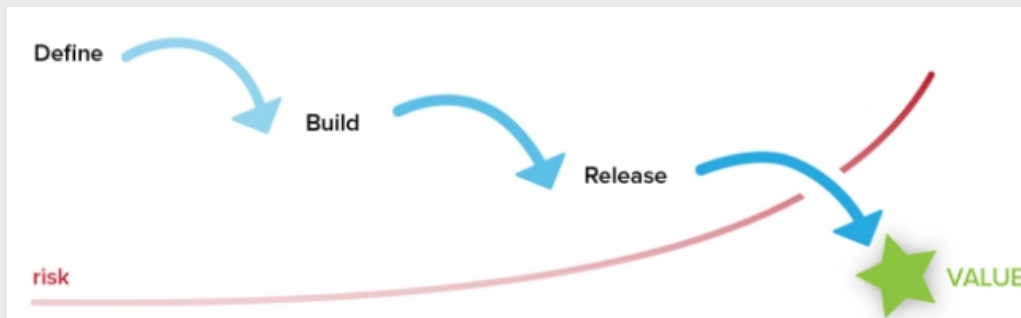 Define
Build
Release
risk
VALUE